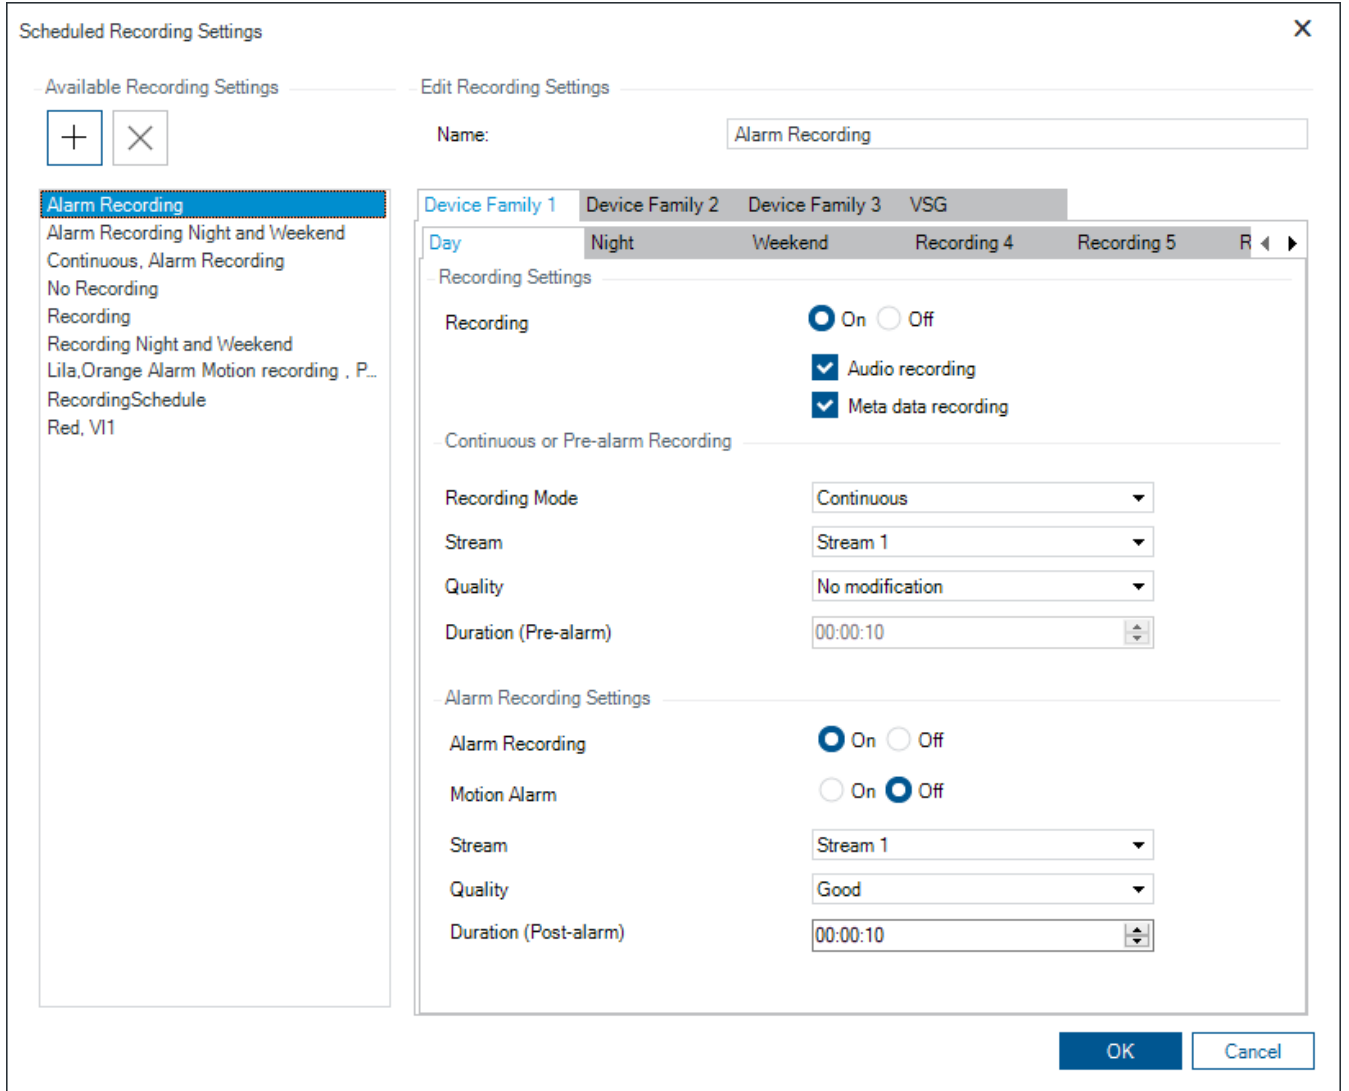 Scheduled Recording Settings
Available Recording Settings
Edit Recording Settings
Name:
Alarm Recording
Alarm Recording
Alarm Recording Night and Weekend
Continuous, Alarm Recording
No Recording
Recording
Recording Night and Weekend
Lila,Orange Alarm Motion recording , P...
RecordingSchedule
Red, VI1
Device Family 1 Device Family 2 Device Family 3 VSG
Day Night Weekend Recording 4 Recording 5 R
Recording Settings
Recording On Off
Audio recording
Meta data recording
Continuous or Pre-alarm Recording
Recording Mode Continuous
Stream Stream 1
Quality No modification
Duration (Pre-alarm) 00:00:10
Alarm Recording Settings
Alarm Recording On Off
Motion Alarm On Off
Stream Stream 1
Quality Good
Duration (Post-alarm) 00:00:10
OK Cancel